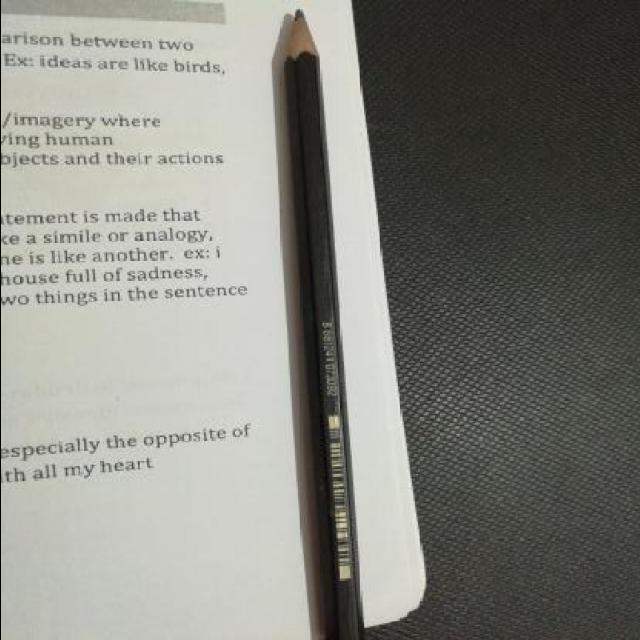 arison between two
Ex: ideas are like birds,
/imagery where
ving human
bjects and their actions
tement is made that
ke a simile or analogy,
ne is like another. ex: i
house full of sadness,
wo things in the sentence
especially the opposite of
ith all my heart